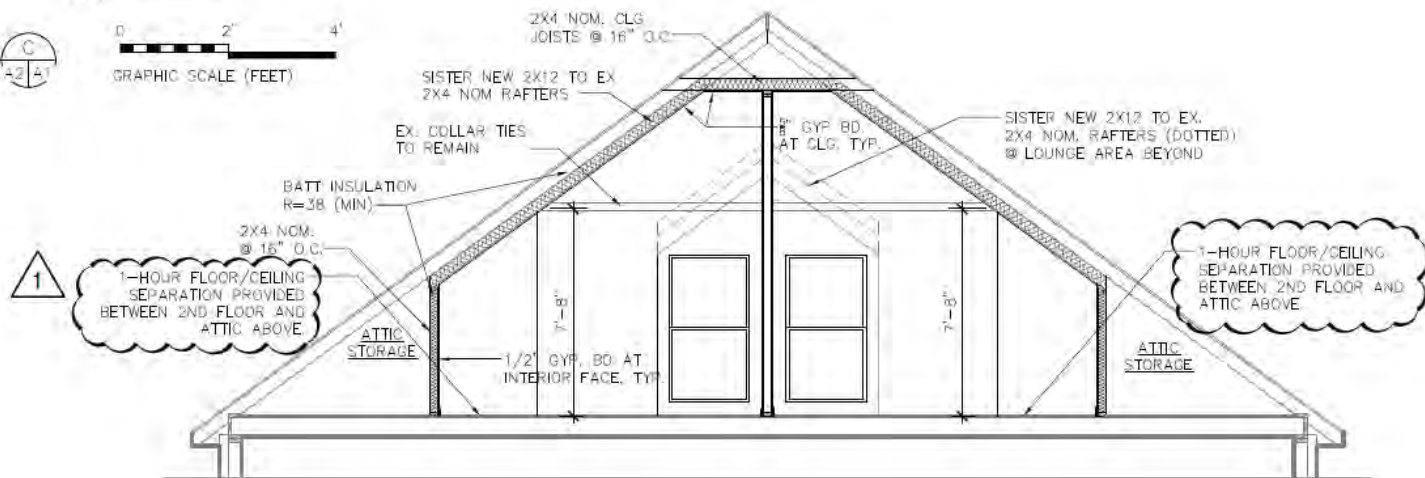 C
A2 A1
0 2" 4'
GRAPHIC SCALE (FEET)
2X4 NOM. CLG
JOISTS @ 16" O.C.
SISTER NEW 2X12 TO EX
2X4 NOM RAFTERS
EX. COLLAR TIES
TO REMAIN
BATT INSULATION
R=38 (MIN)
2X4 NOM.
@ 16" O.C.
1
1-HOUR FLOOR/CEILING
SEPARATION PROVIDED
BETWEEN 2ND FLOOR AND
ATTIC ABOVE
ATTIC
STORAGE
1/2" GYP. BD AT
INTERIOR FACE, TYP.
7'-8"
GYP BD
AT CLG, TYP.
SISTER NEW 2X12 TO EX.
2X4 NOM. RAFTERS (DOTTED)
@ LOUNGE AREA BEYOND
7'-8"
1-HOUR FLOOR/CEILING
SEPARATION PROVIDED
BETWEEN 2ND FLOOR AND
ATTIC ABOVE
ATTIC
STORAGE